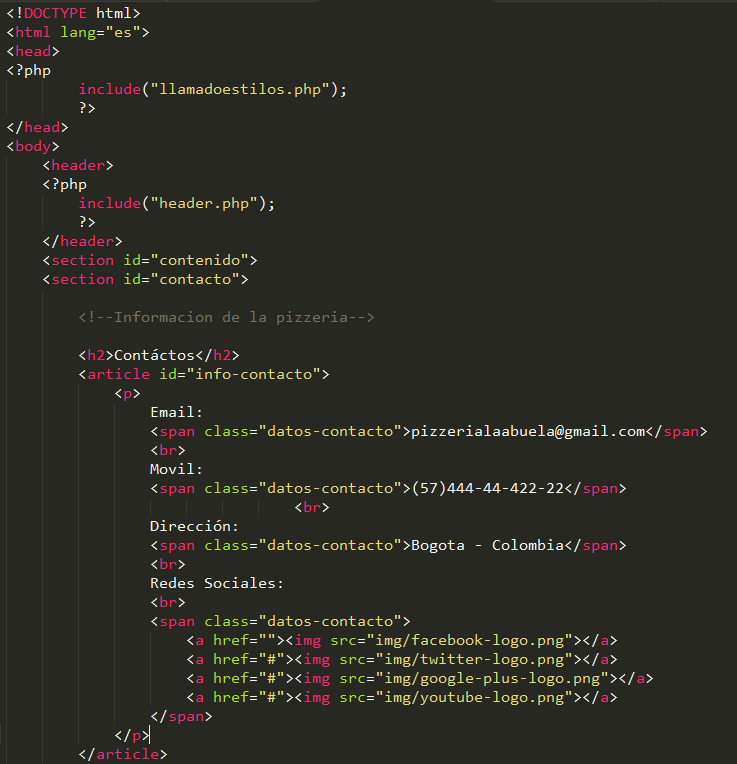 <!DOCTYPE html>
<html lang="es">
<head>
<?php
include("llamadoestilos.php");
?>
</head>
<body>
<header>
<?php
include("header.php");
?>
</header>
<section id="contenido">
<section id="contacto">
<!--Informacion de la pizzeria-->
<h2>Contáctos</h2>
<article id="info-contacto">
<p>
Email:
<span class="datos-contacto">pizzerialaabuela@gmail.com</span>
<br>
Movil:
<span class="datos-contacto">(57)444-44-422-22</span>
<br>
Dirección:
<span class="datos-contacto">Bogota - Colombia</span>
<br>
Redes Sociales:
<br>
<span class="datos-contacto">
<a href=""><img src="img/facebook-logo.png"></a>
<a href="#"><img src="img/twitter-logo.png"></a>
<a href="#"><img src="img/google-plus-logo.png"></a>
<a href="#"><img src="img/youtube-logo.png"></a>
</span>
</p>
</article>